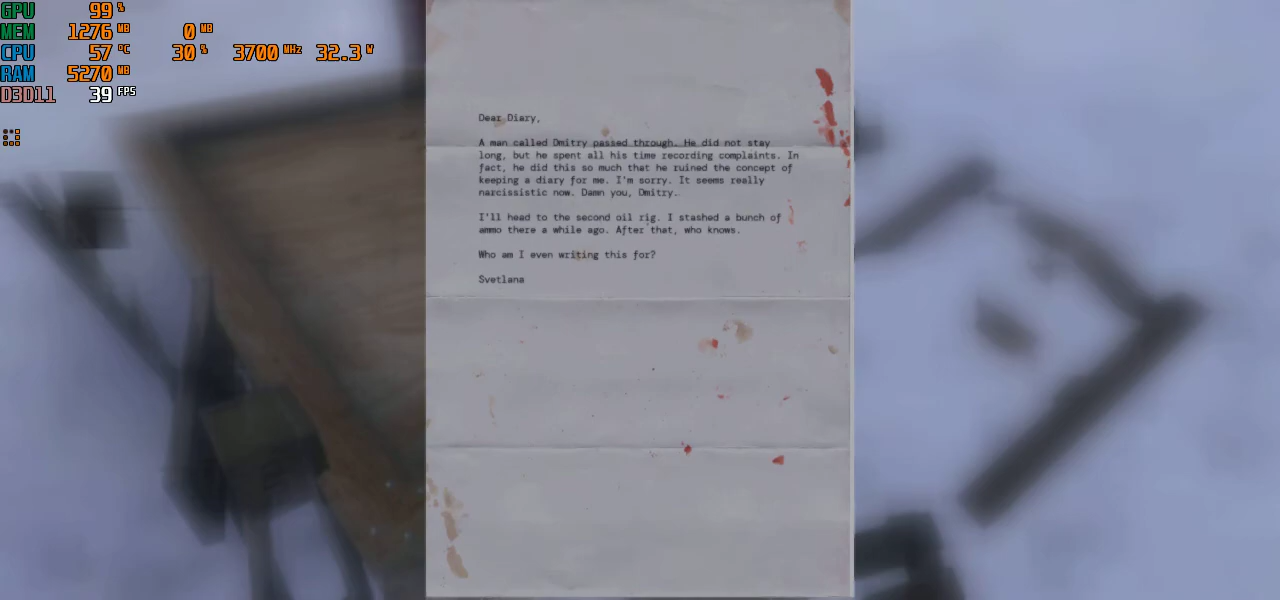 GPU 99 %
MEM 1276 MB 0 MB
CPU 57 °C 30 % 3700 MHz 32.3 W
RAM 5270 MB
D3D11 39 FPS
Dear Diary,
A man called Dmitry passed through. He did not stay
long, but he spent all his time recording complaints. In
fact, he did this so much that he ruined the concept of
keeping a diary for me. I'm sorry. It seems really
narcissistic now. Damn you, Dmitry.
I'll head to the second oil rig. I stashed a bunch of
ammo there a while ago. After that, who knows.
Who am I even writing this for?
Svetlana